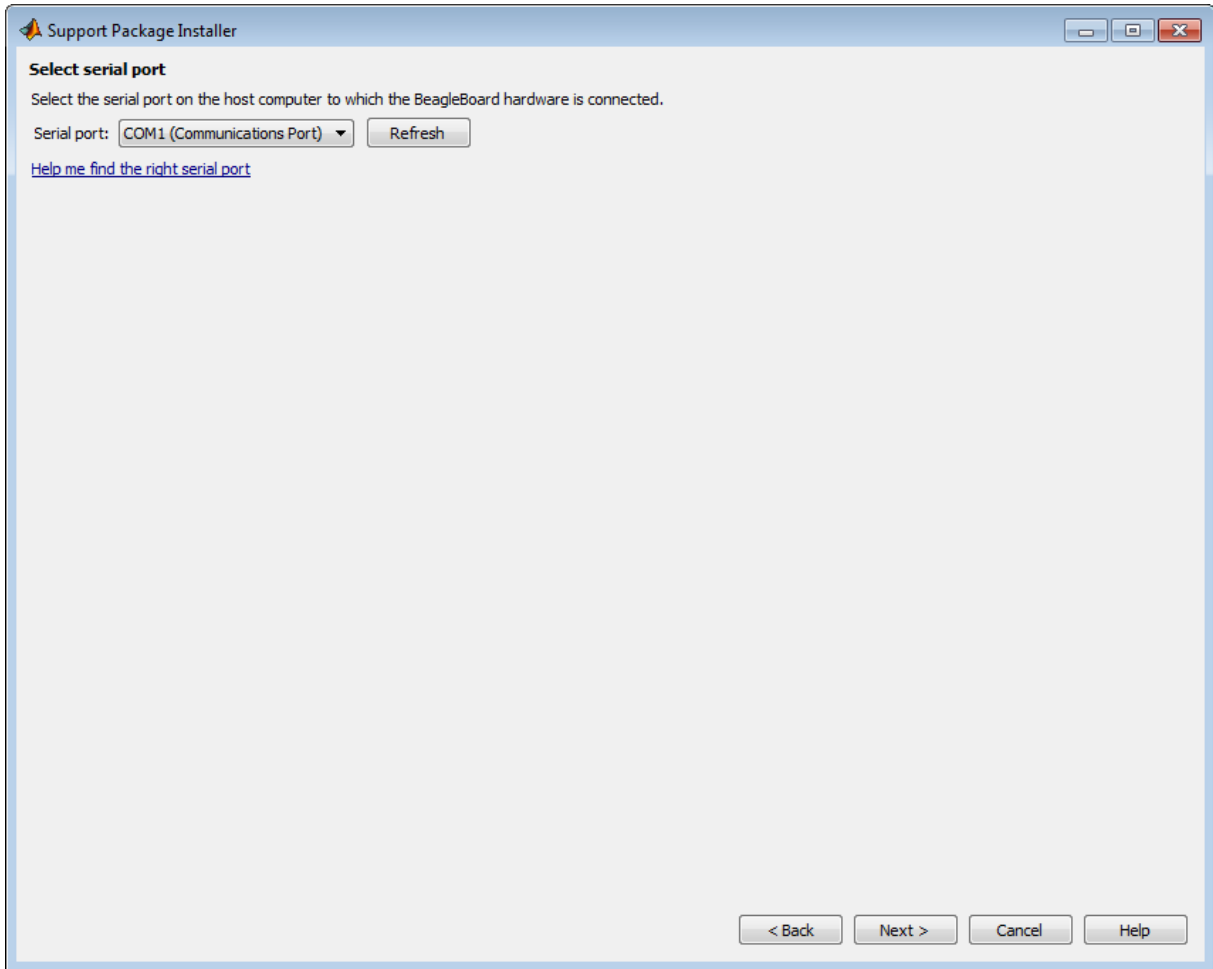 Support Package Installer
Select serial port
Select the serial port on the host computer to which the BeagleBoard hardware is connected.
Serial port: COM1 (Communications Port) Refresh
Help me find the right serial port
< Back Next > Cancel Help